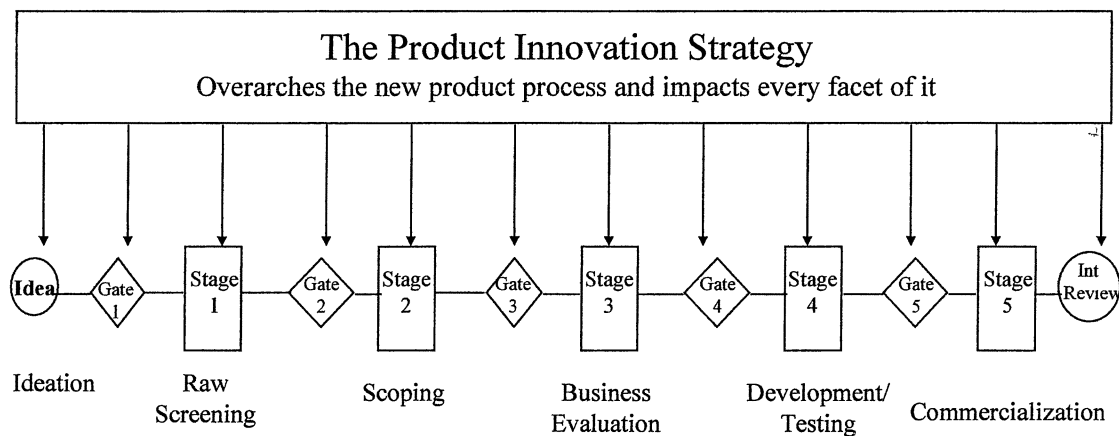 The Product Innovation Strategy
Overarches the new product process and impacts every facet of it
Idea
Gate
1
Stage
1
Gate
2
Stage
2
Gate
3
Stage
3
Gate
4
Stage
4
Gate
5
Stage
5
Int
Review
Ideation
Raw
Screening
Scoping
Business
Evaluation
Development/
Testing
Commercialization